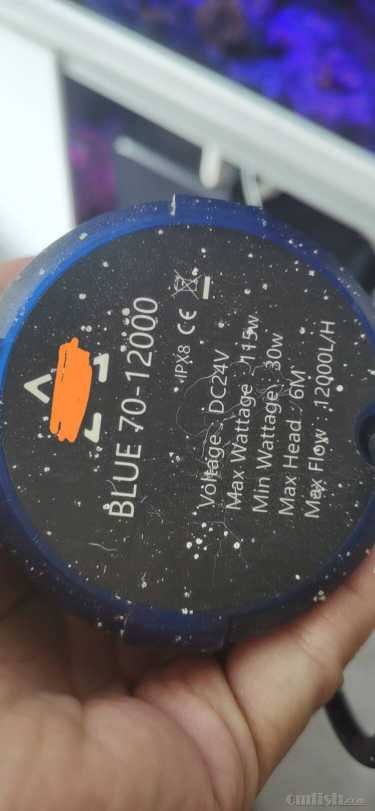 BLUE 70-12000
IPX8 CE
Voltage : DC24V
Max Wattage : 115w
Min Wattage : 30w
Max Head : 6M
Max Flow : 12000L/H
cmfish.com